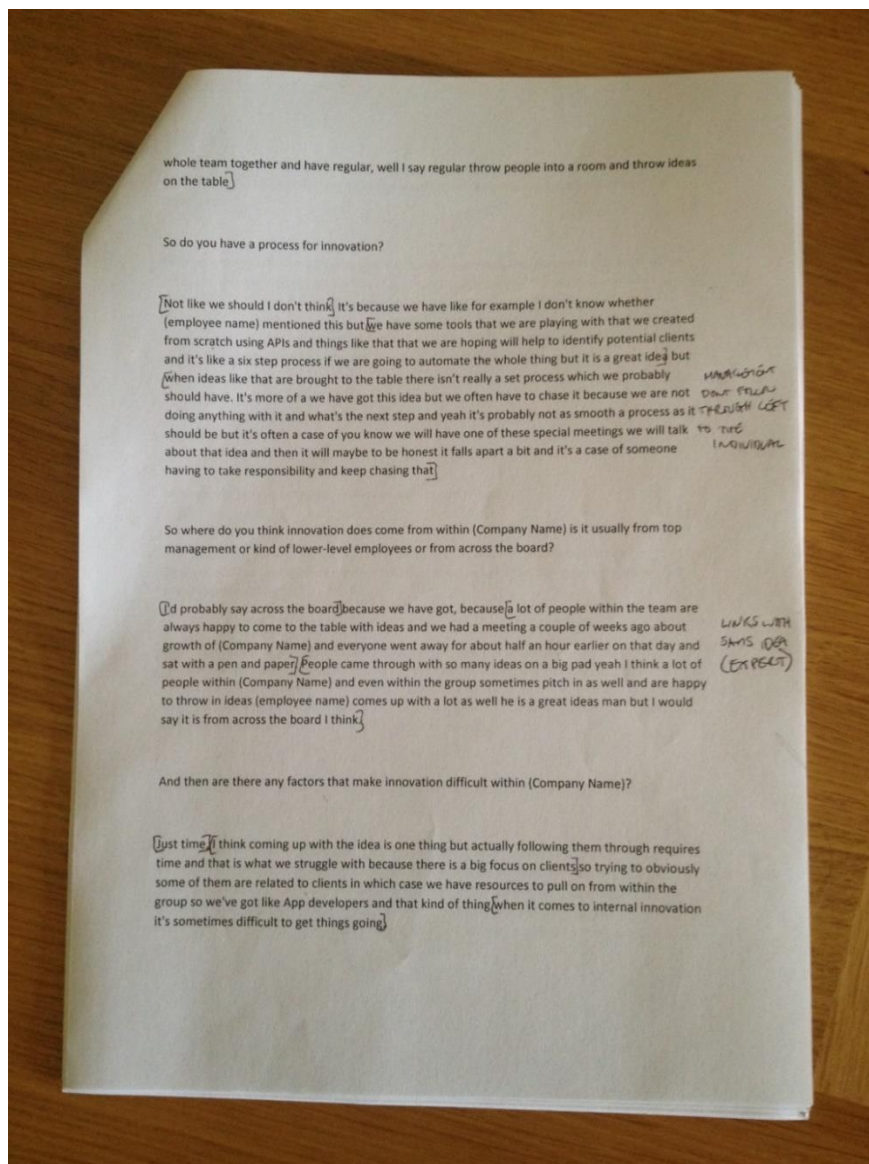 whole team together and have regular, well I say regular throw people into a room and throw ideas
on the table]
So do you have a process for innovation?
[Not like we should I don't think] It's because we have like for example I don't know whether
(employee name) mentioned this but [we have some tools that we are playing with that we created
from scratch using APIs and things like that that we are hoping will help to identify potential clients
and it's like a six step process if we are going to automate the whole thing but it is a great idea] but
[when ideas like that are brought to the table there isn't really a set process which we probably
should have. It's more of a we have got this idea but we often have to chase it because we are not
doing anything with it and what's the next step and yeah it's probably not as smooth a process as it
should be but it's often a case of you know we will have one of these special meetings we will talk
about that idea and then it will maybe to be honest it falls apart a bit and it's a case of someone
having to take responsibility and keep chasing that]
MANAGEMENT
DONT FOLLOW
THROUGH LEFT
TO THE
INDIVIDUAL
So where do you think innovation does come from within (Company Name) is it usually from top
management or kind of lower-level employees or from across the board?
[I'd probably say across the board] because we have got, because [a lot of people within the team are
always happy to come to the table with ideas and we had a meeting a couple of weeks ago about
growth of (Company Name) and everyone went away for about half an hour earlier on that day and
sat with a pen and paper] [People came through with so many ideas on a big pad yeah I think a lot of
people within (Company Name) and even within the group sometimes pitch in as well and are happy
to throw in ideas (employee name) comes up with a lot as well he is a great ideas man but I would
say it is from across the board I think]
LINKS WITH
IDEA
(EXPERT)
And then are there any factors that make innovation difficult within (Company Name)?
[Just time] [I think coming up with the idea is one thing but actually following them through requires
time and that is what we struggle with because there is a big focus on clients] so trying to obviously
some of them are related to clients in which case we have resources to pull on from within the
group so we've got like App developers and that kind of thing [when it comes to internal innovation
it's sometimes difficult to get things going]